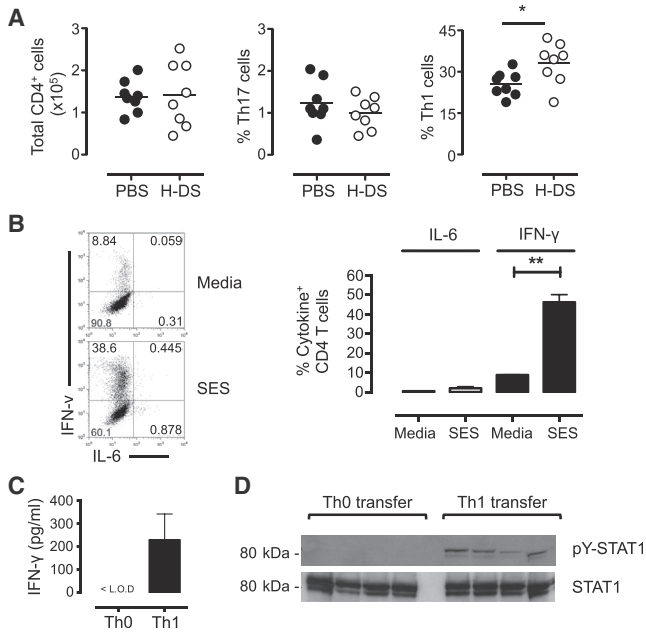 A
Total CD4⁺ cells
(x10⁵)
3
2
1
0
PBS
H-DS
% Th17 cells
3
2
1
0
PBS
H-DS
% Th1 cells
45
30
15
0
*
PBS
H-DS
B
8.84
0.059
90.8
0.31
Media
38.6
0.445
60.1
0.878
SES
IFN-γ
IL-6
IL-6
IFN-γ
**
% Cytokine⁺
CD4 T cells
60
50
40
30
20
10
0
Media
SES
Media
SES
C
IFN-γ (pg/ml)
400
300
200
100
0
< L.O.D
Th0
Th1
D
Th0 transfer
Th1 transfer
80 kDa -
pY-STAT1
80 kDa -
STAT1